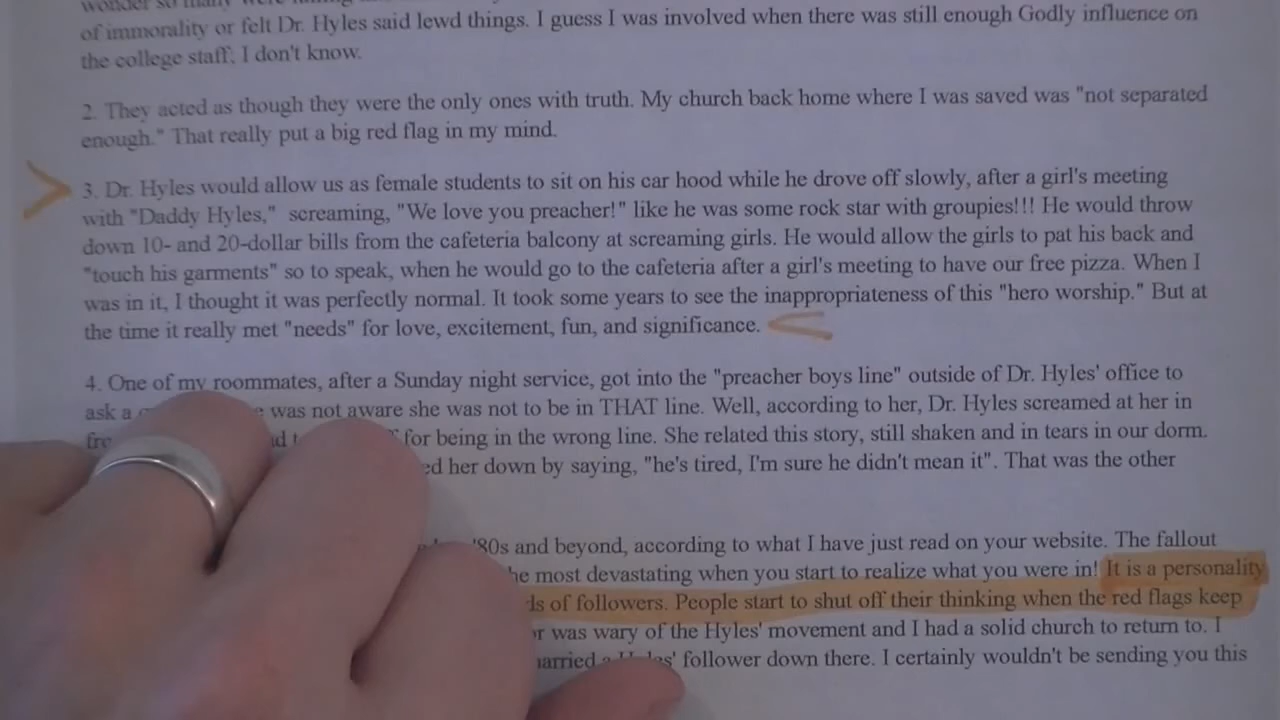 of immorality or felt Dr. Hyles said lewd things. I guess I was involved when there was still enough Godly influence on
the college staff; I don't know.
2. They acted as though they were the only ones with truth. My church back home where I was saved was "not separated
enough." That really put a big red flag in my mind.
3. Dr. Hyles would allow us as female students to sit on his car hood while he drove off slowly, after a girl's meeting
with "Daddy Hyles," screaming, "We love you preacher!" like he was some rock star with groupies!!! He would throw
down 10- and 20-dollar bills from the cafeteria balcony at screaming girls. He would allow the girls to pat his back and
"touch his garments" so to speak, when he would go to the cafeteria after a girl's meeting to have our free pizza. When I
was in it, I thought it was perfectly normal. It took some years to see the inappropriateness of this "hero worship." But at
the time it really met "needs" for love, excitement, fun, and significance.
4. One of my roommates, after a Sunday night service, got into the "preacher boys line" outside of Dr. Hyles' office to
ask a was not aware she was not to be in THAT line. Well, according to her, Dr. Hyles screamed at her in
for being in the wrong line. She related this story, still shaken and in tears in our dorm.
her down by saying, "he's tired, I'm sure he didn't mean it". That was the other
'80s and beyond, according to what I have just read on your website. The fallout
most devastating when you start to realize what you were in! It is a personality
of followers. People start to shut off their thinking when the red flags keep
was wary of the Hyles' movement and I had a solid church to return to. I
follower down there. I certainly wouldn't be sending you this